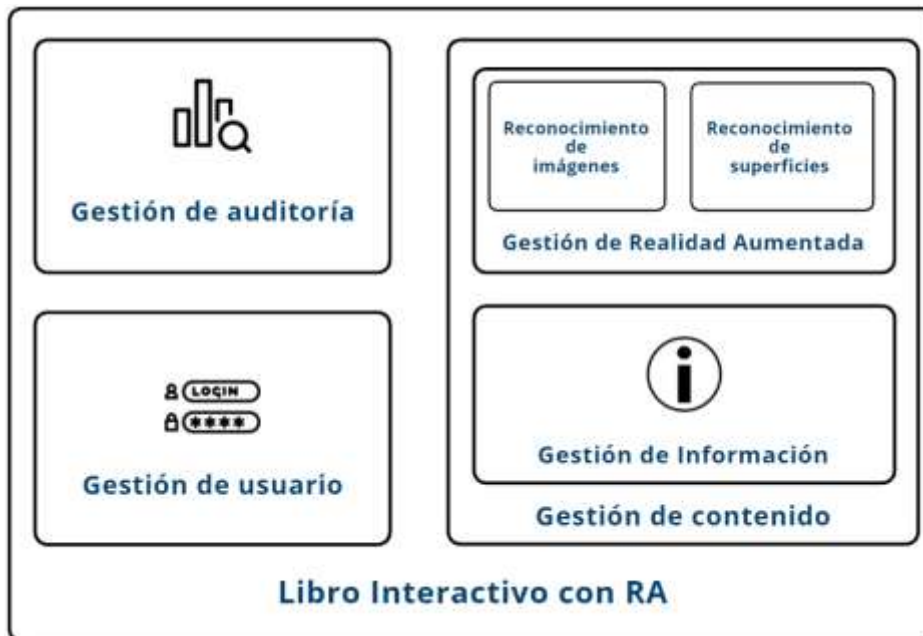 Gestión de auditoría
LOGIN
****
Gestión de usuario
Reconocimiento
de
imágenes
Reconocimiento
de
superficies
Gestión de Realidad Aumentada
i
Gestión de Información
Gestión de contenido
Libro Interactivo con RA